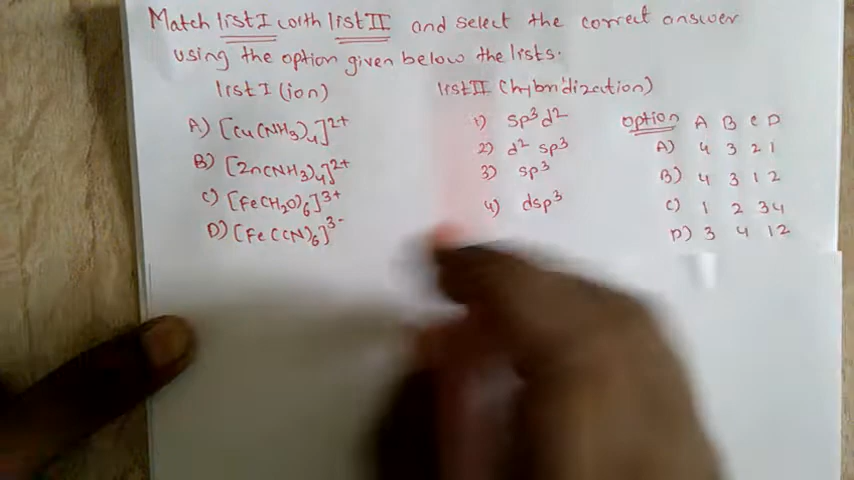 Match list I with list II and select the correct answer
using the option given below the lists.
list I (ion) list II (hybridization)
A) [Cu(NH3)4]2+ 1) sp3d2 option A B C D
B) [Zn(NH3)4]2+ 2) d2 sp3 A) 4 3 2 1
C) [Fe(H2O)6]3+ 3) sp3 B) 4 3 1 2
D) [Fe(CN)6]3- 4) dsp3 C) 1 2 3 4
D) 3 4 1 2